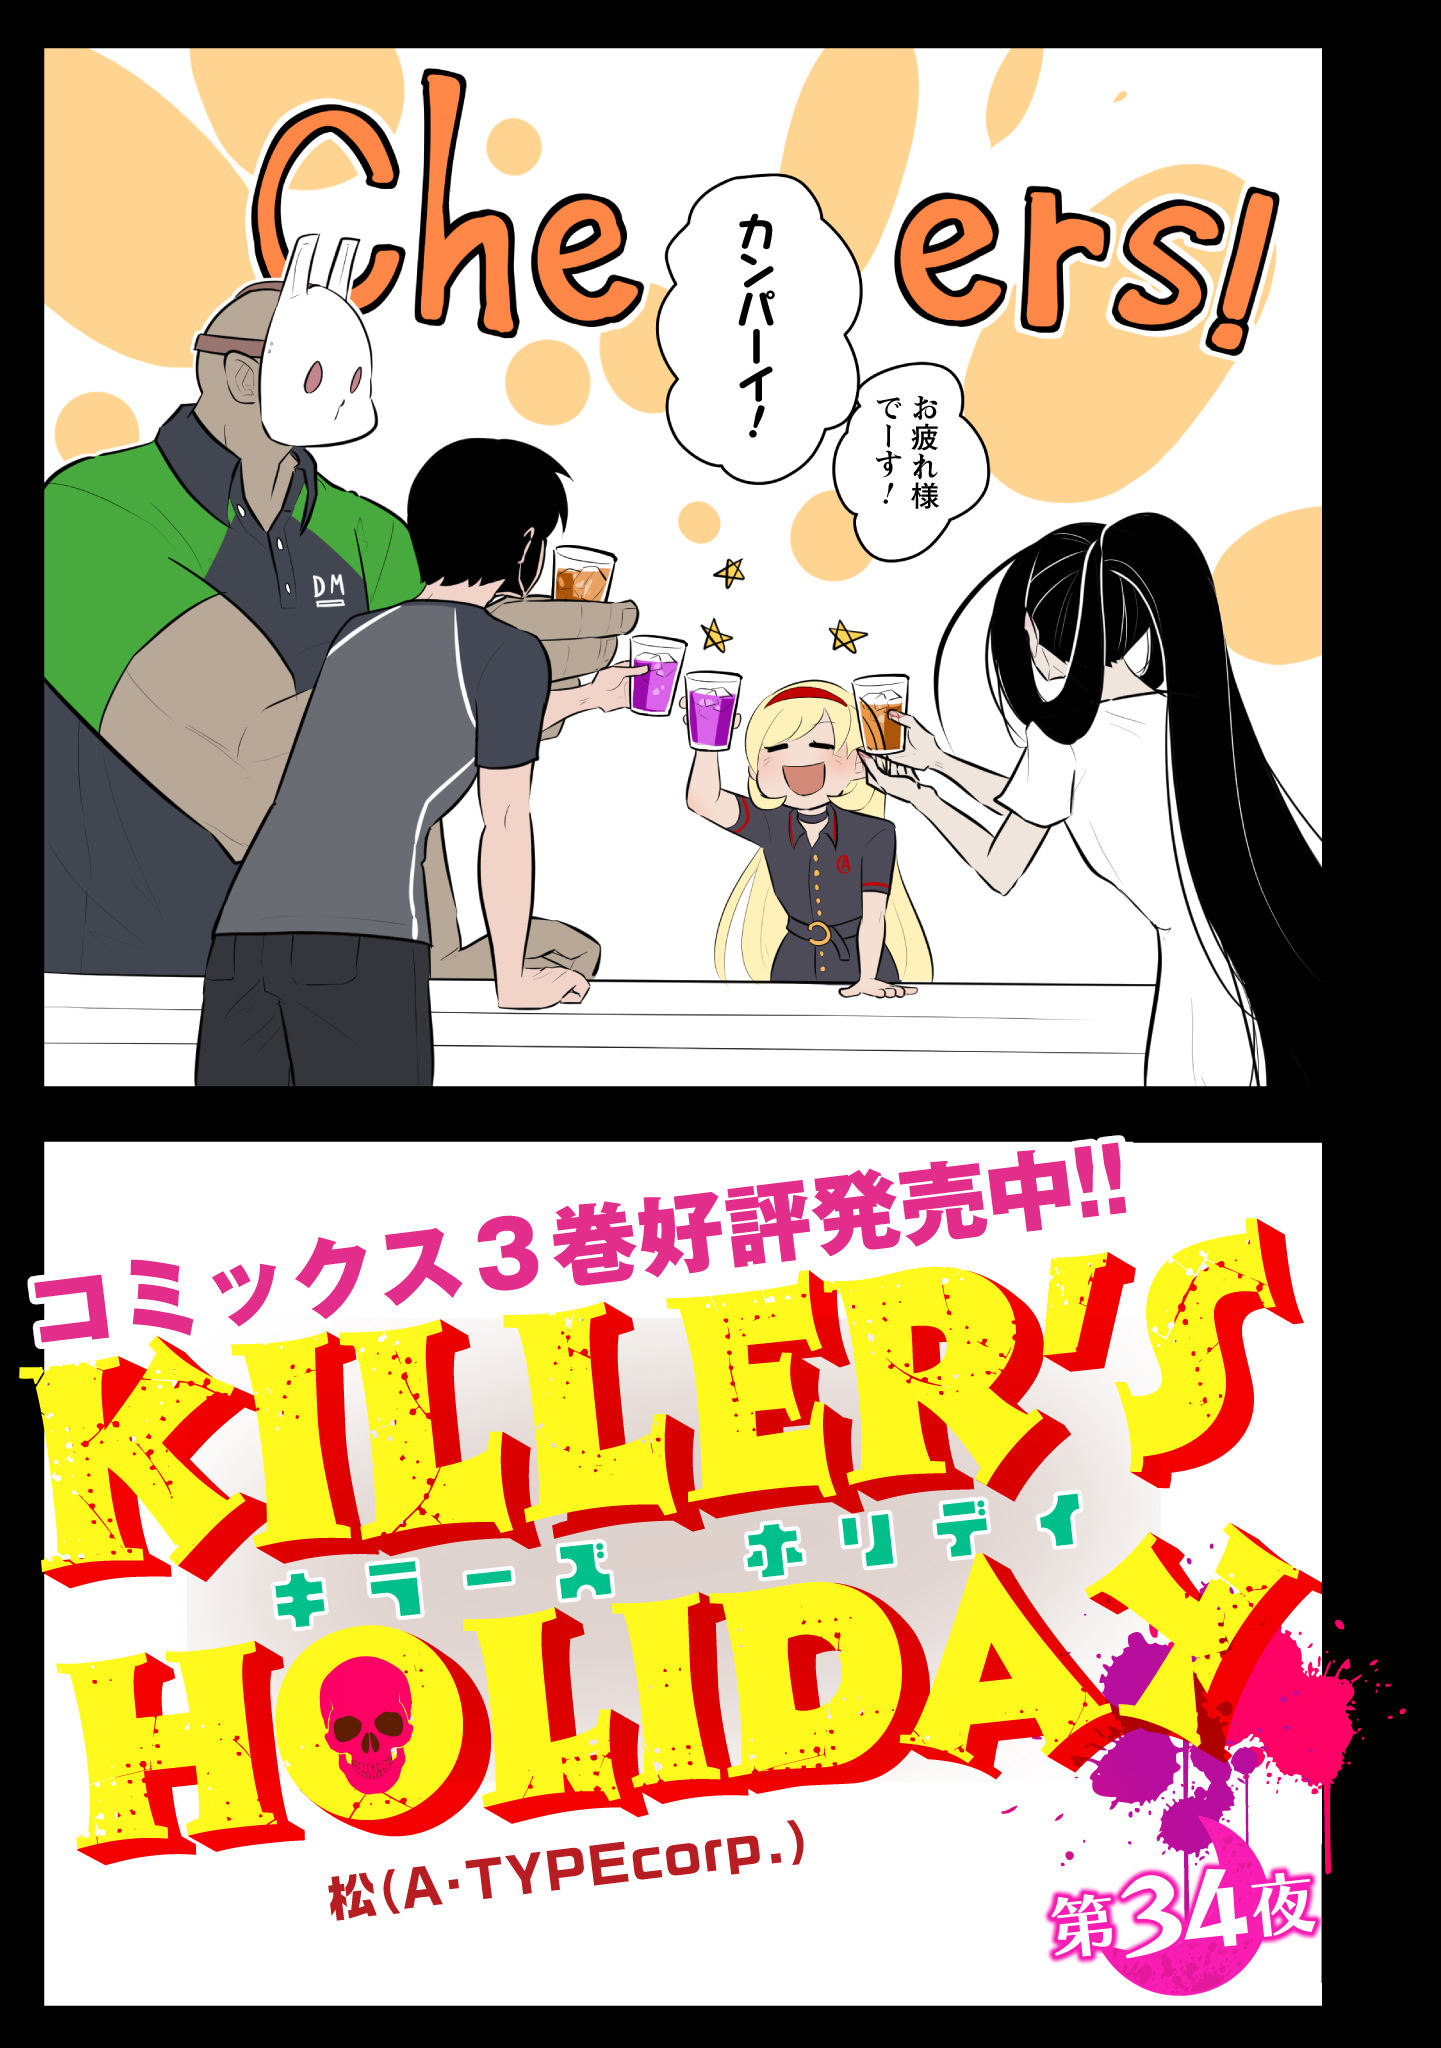 Cheers!
カンパーイ!
お疲れ様
でーす!
DM
A
コミックス3巻好評発売中!!
KILLER'S
キラーズ ホリデイ
HOLIDAY
松(A・TYPEcorp.)
第34夜